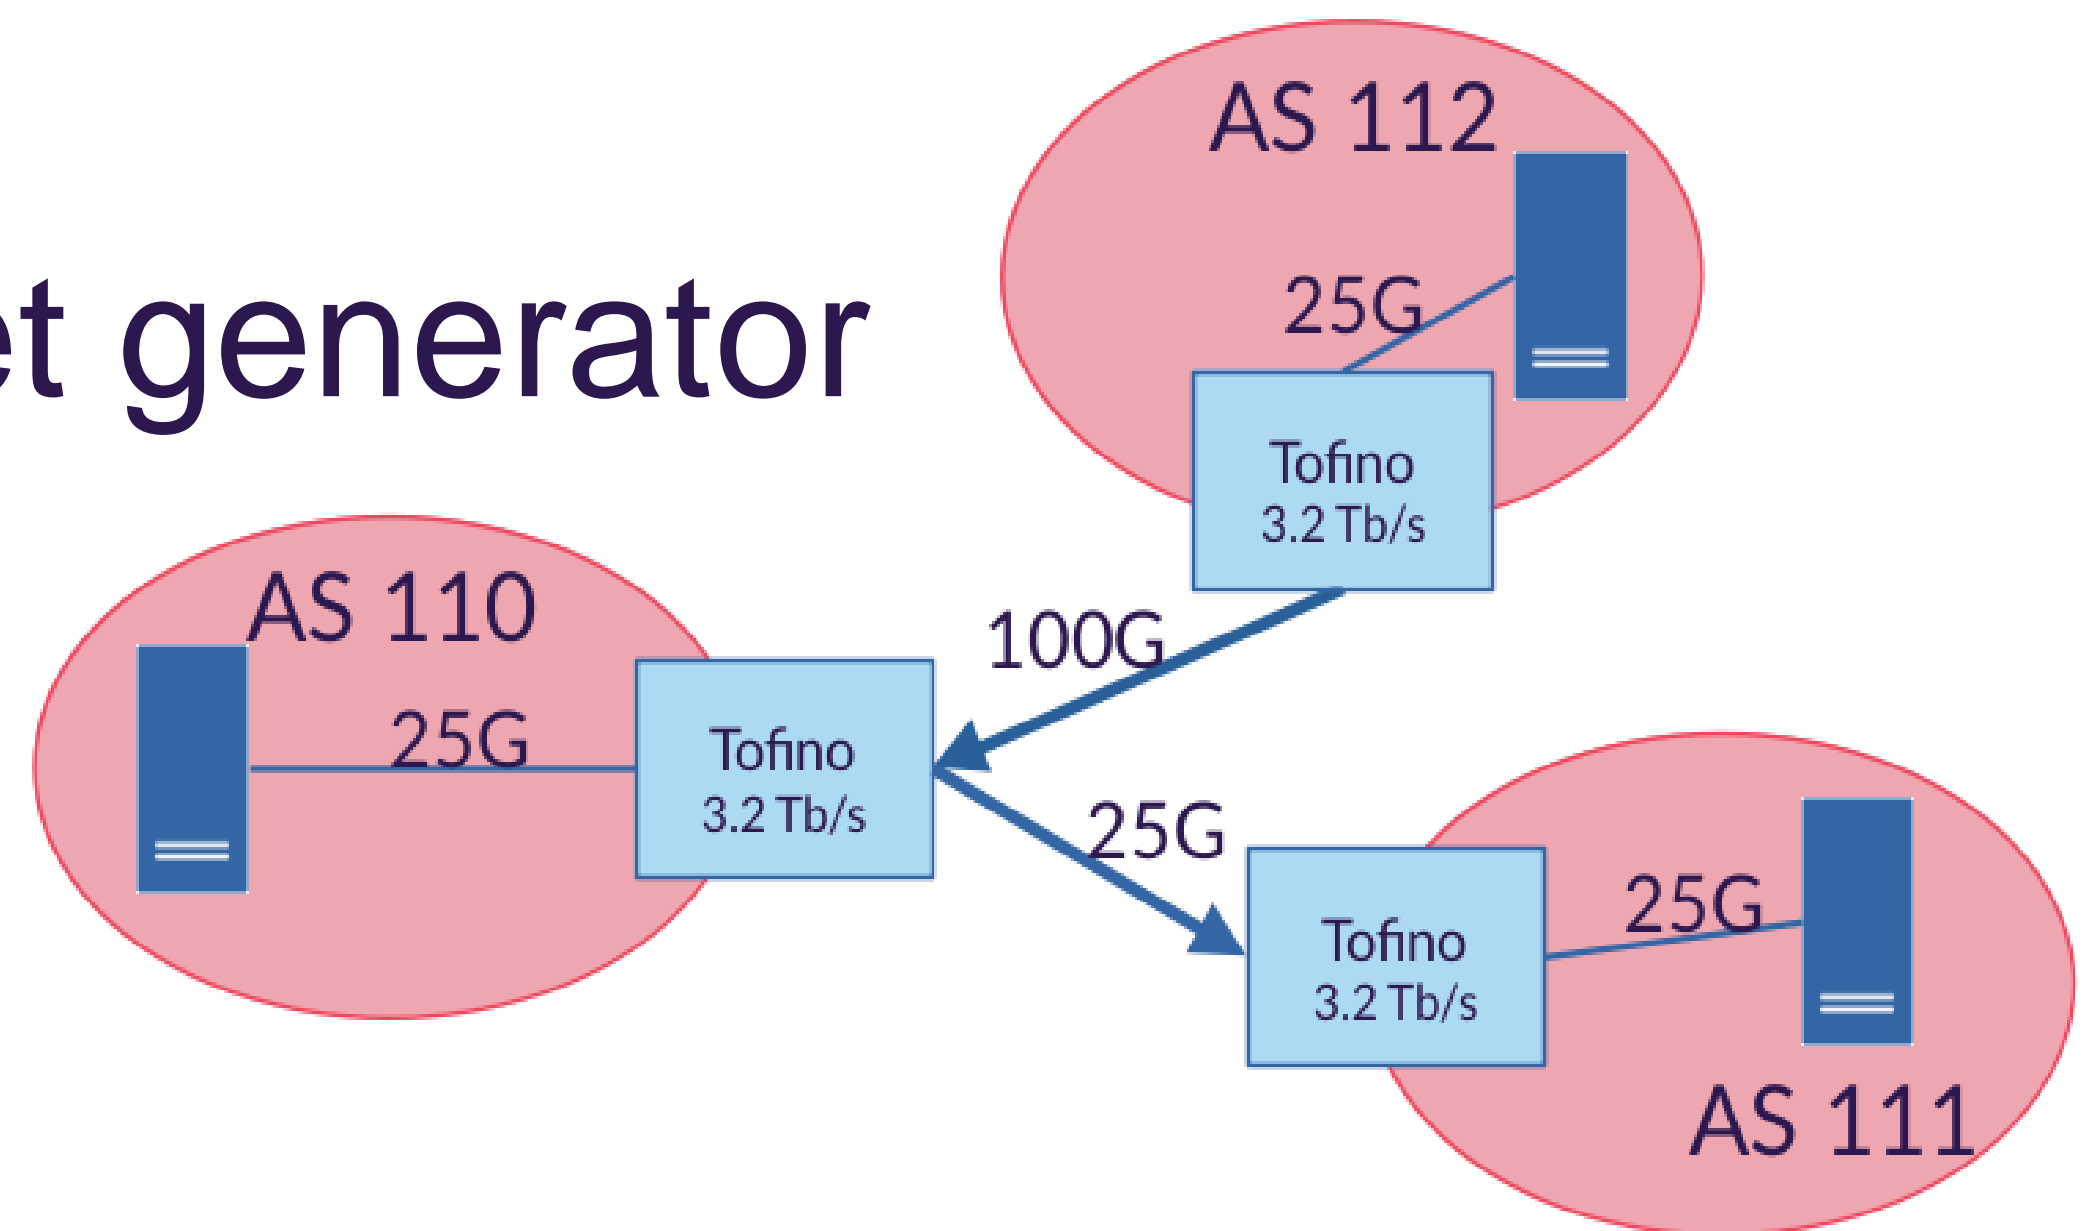 generator
AS 112
25G
Tofino
3.2 Tb/s
100G
AS 110
25G
Tofino
3.2 Tb/s
25G
Tofino
3.2 Tb/s
25G
AS 111